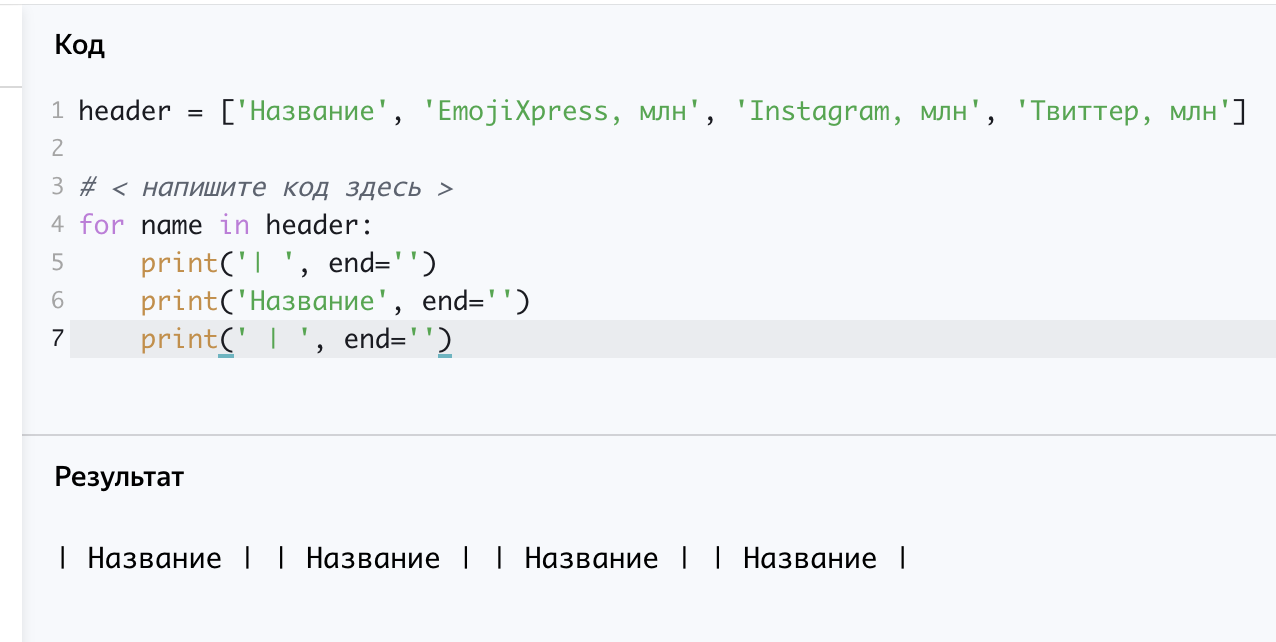 Код
1 header = ['Название', 'EmojiXpress, млн', 'Instagram, млн', 'Твиттер, млн']
2
3 # < напишите код здесь >
4 for name in header:
5     print('| ', end='')
6     print('Название', end='')
7     print(' | ', end='')
Результат
| Название | | Название | | Название | | Название |